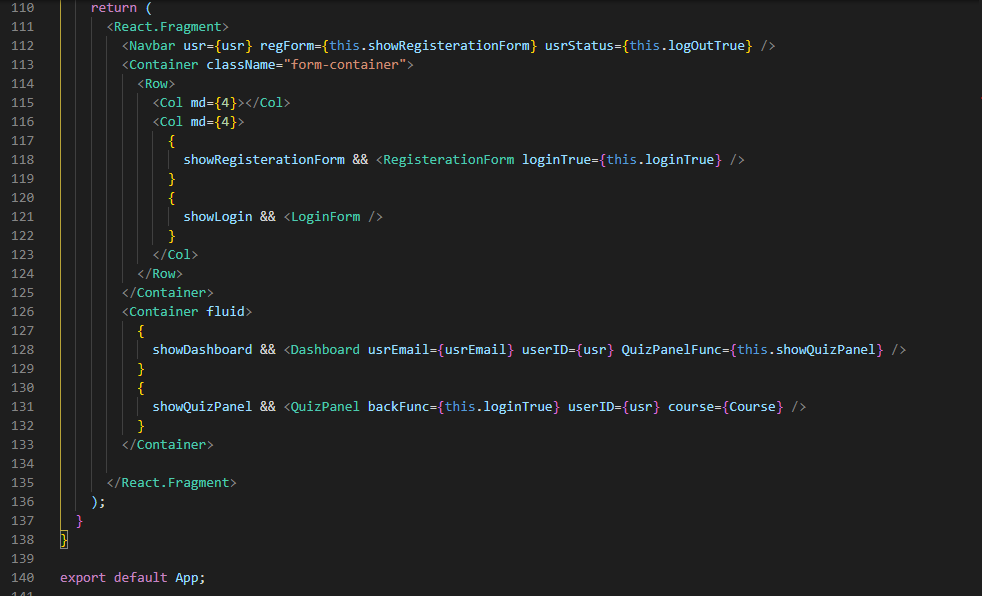 110 return (
111 <React.Fragment>
112 <Navbar usr={usr} regForm={this.showRegisterationForm} usrStatus={this.logOutTrue} />
113 <Container className="form-container">
114 <Row>
115 <Col md={4}></Col>
116 <Col md={4}>
117 {
118 showRegisterationForm && <RegisterationForm loginTrue={this.loginTrue} />
119 }
120 {
121 showLogin && <LoginForm />
122 }
123 </Col>
124 </Row>
125 </Container>
126 <Container fluid>
127 {
128 showDashboard && <Dashboard usrEmail={usrEmail} userID={usr} QuizPanelFunc={this.showQuizPanel} />
129 }
130 {
131 showQuizPanel && <QuizPanel backFunc={this.loginTrue} userID={usr} course={Course} />
132 }
133 </Container>
134
135 </React.Fragment>
136 );
137 }
138 }
139
140 export default App;
141